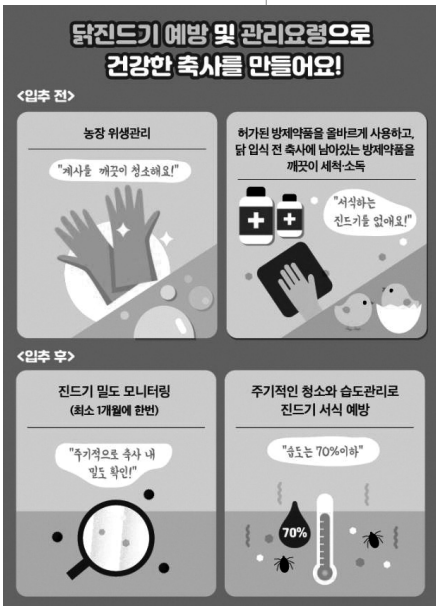 닭진드기 예방 및 관리요령으로
건강한 축사를 만들어요!
<입추 전>
농장 위생관리
"계사를 깨끗이 청소해요!"
허가된 방제약품을 올바르게 사용하고,
닭 입식 전 축사에 남아있는 방제약품을
깨끗이 세척·소독
"서식하는
진드기를 없애요!"
<입추 후>
진드기 밀도 모니터링
(최소 1개월에 한번)
"주기적으로 축사 내
밀도 확인!"
주기적인 청소와 습도관리로
진드기 서식 예방
"습도는 70%이하"
70%